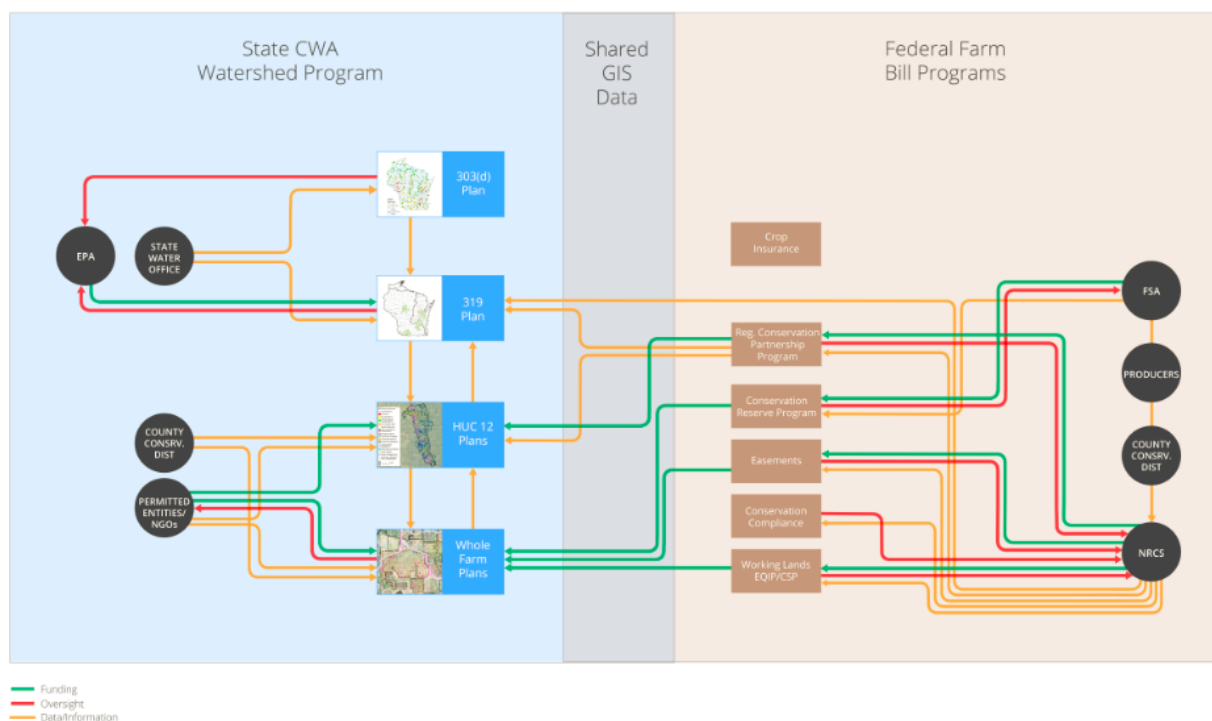 State CWA
Watershed Program
Shared
GIS
Data
Federal Farm
Bill Programs
303(d)
Plan
EPA
STATE
WATER
OFFICE
319
Plan
HUC 12
Plans
COUNTY
CONSRV.
DIST
PERMITTED
ENTITIES/
NGOs
Whole
Farm
Plans
Crop
Insurance
Reg. Conservation
Partnership
Program
Conservation
Reserve Program
Easements
Conservation
Compliance
Working Lands
EQIP/CSP
FSA
PRODUCERS
COUNTY
CONSRV.
DIST
NRCS
Funding
Oversight
Data/Information